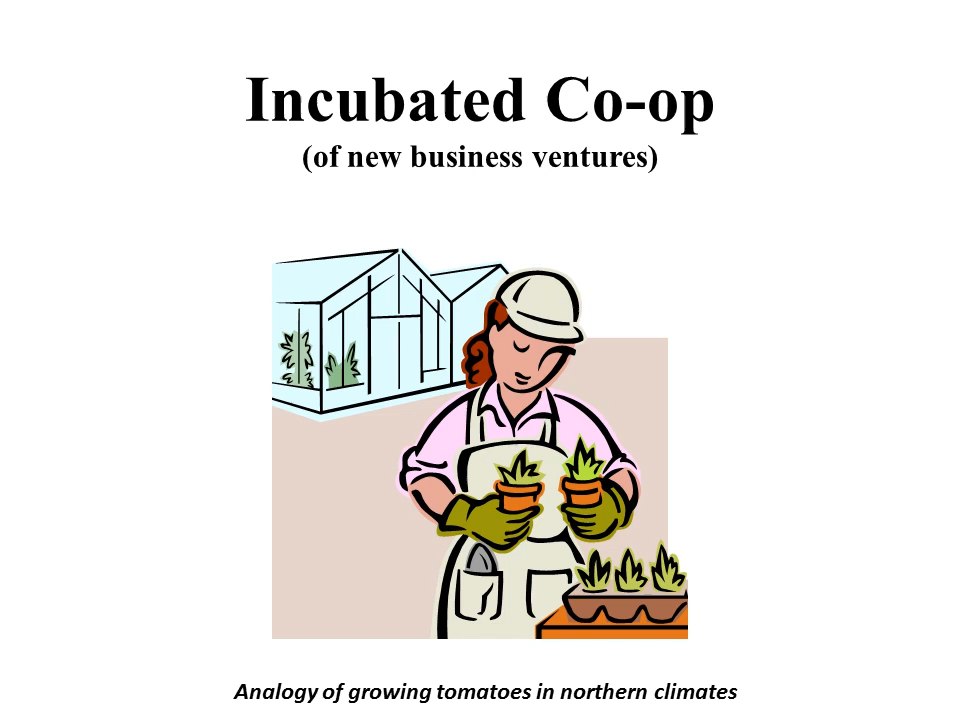 Incubated Co-op
(of new business ventures)
Analogy of growing tomatoes in northern climates